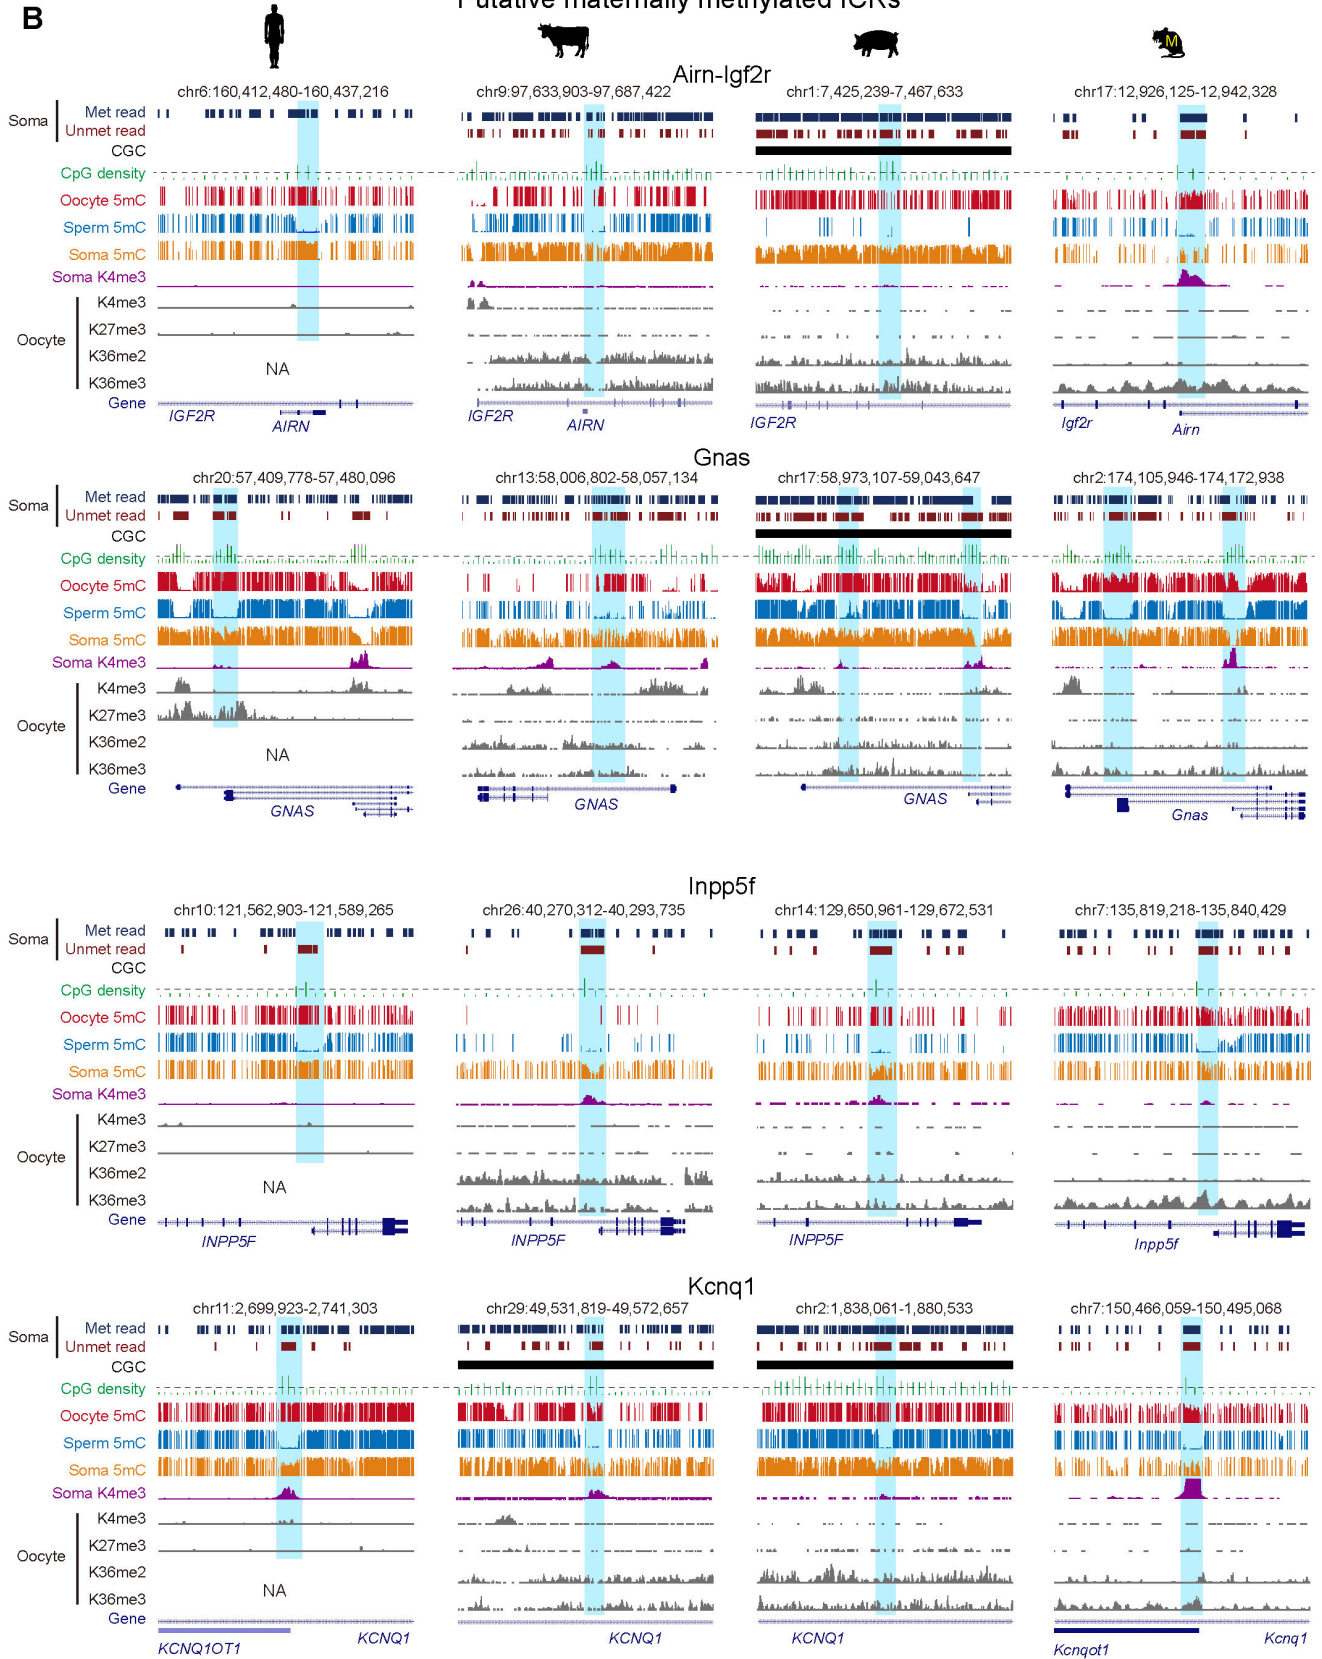 B
Putative maternally methylated ICRs
M
Airn-Igf2r
chr6:160,412,480-160,437,216
chr9:97,633,903-97,687,422
chr1:7,425,239-7,467,633
chr17:12,926,125-12,942,328
Soma
Met read
Unmet read
CGC
CpG density
Oocyte 5mC
Sperm 5mC
Soma 5mC
Soma K4me3
Oocyte
K4me3
K27me3
K36me2
K36me3
NA
Gene
IGF2R
AIRN
IGF2R
AIRN
IGF2R
Igf2r
Airn
Gnas
chr20:57,409,778-57,480,096
chr13:58,006,802-58,057,134
chr17:58,973,107-59,043,647
chr2:174,105,946-174,172,938
Soma
Met read
Unmet read
CGC
CpG density
Oocyte 5mC
Sperm 5mC
Soma 5mC
Soma K4me3
Oocyte
K4me3
K27me3
K36me2
K36me3
NA
Gene
GNAS
GNAS
GNAS
Gnas
Inpp5f
chr10:121,562,903-121,589,265
chr26:40,270,312-40,293,735
chr14:129,650,961-129,672,531
chr7:135,819,218-135,840,429
Soma
Met read
Unmet read
CGC
CpG density
Oocyte 5mC
Sperm 5mC
Soma 5mC
Soma K4me3
Oocyte
K4me3
K27me3
K36me2
K36me3
NA
Gene
INPP5F
INPP5F
INPP5F
Inpp5f
Kcnq1
chr11:2,699,923-2,741,303
chr29:49,531,819-49,572,657
chr2:1,838,061-1,880,533
chr7:150,466,059-150,495,068
Soma
Met read
Unmet read
CGC
CpG density
Oocyte 5mC
Sperm 5mC
Soma 5mC
Soma K4me3
Oocyte
K4me3
K27me3
K36me2
K36me3
NA
Gene
KCNQ1OT1
KCNQ1
KCNQ1
KCNQ1
Kcnqot1
Kcnq1